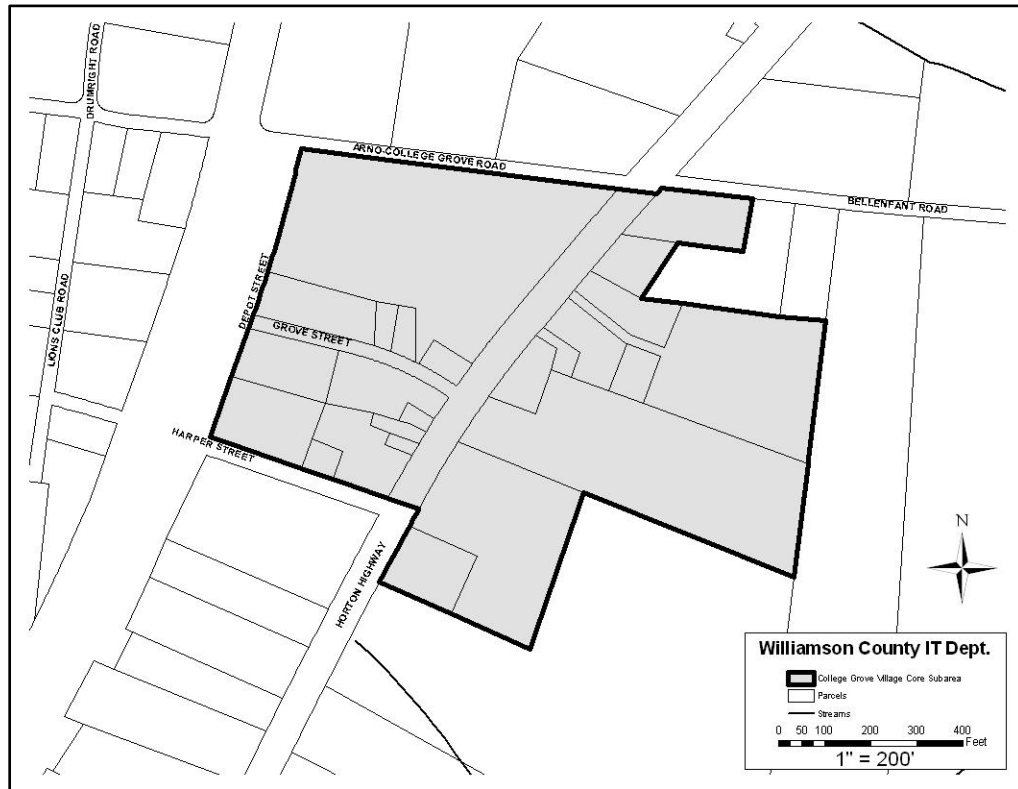 DRUMRIGHT ROAD
ARNO-COLLEGE GROVE ROAD
BELLENFANT ROAD
DEPOT STREET
LIONS CLUB ROAD
GROVE STREET
HARPER STREET
HORTON HIGHWAY
N
Williamson County IT Dept.
College Grove Village Core Subarea
Parcels
Streams
0 50 100 200 300 400
Feet
1" = 200'